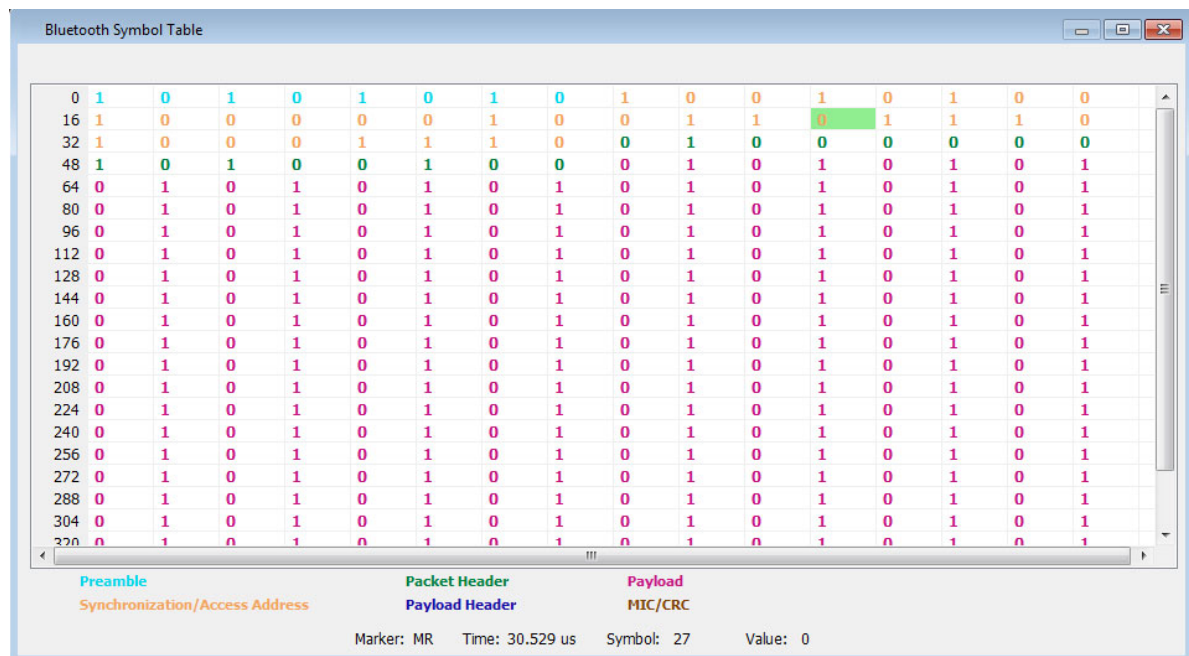 Bluetooth Symbol Table
0 1 0 1 0 1 0 1 0 1 0 0 1 0 1 0 0
16 1 0 0 0 0 0 1 0 0 1 1 0 1 1 1 0
32 1 0 0 0 1 1 1 0 0 1 0 0 0 0 0 0
48 1 0 1 0 0 1 0 0 0 1 0 1 0 1 0 1
64 0 1 0 1 0 1 0 1 0 1 0 1 0 1 0 1
80 0 1 0 1 0 1 0 1 0 1 0 1 0 1 0 1
96 0 1 0 1 0 1 0 1 0 1 0 1 0 1 0 1
112 0 1 0 1 0 1 0 1 0 1 0 1 0 1 0 1
128 0 1 0 1 0 1 0 1 0 1 0 1 0 1 0 1
144 0 1 0 1 0 1 0 1 0 1 0 1 0 1 0 1
160 0 1 0 1 0 1 0 1 0 1 0 1 0 1 0 1
176 0 1 0 1 0 1 0 1 0 1 0 1 0 1 0 1
192 0 1 0 1 0 1 0 1 0 1 0 1 0 1 0 1
208 0 1 0 1 0 1 0 1 0 1 0 1 0 1 0 1
224 0 1 0 1 0 1 0 1 0 1 0 1 0 1 0 1
240 0 1 0 1 0 1 0 1 0 1 0 1 0 1 0 1
256 0 1 0 1 0 1 0 1 0 1 0 1 0 1 0 1
272 0 1 0 1 0 1 0 1 0 1 0 1 0 1 0 1
288 0 1 0 1 0 1 0 1 0 1 0 1 0 1 0 1
304 0 1 0 1 0 1 0 1 0 1 0 1 0 1 0 1
320 0 1 0 1 0 1 0 1 0 1 0 1 0 1 0 1
Preamble Packet Header Payload
Synchronization/Access Address Payload Header MIC/CRC
Marker: MR Time: 30.529 us Symbol: 27 Value: 0